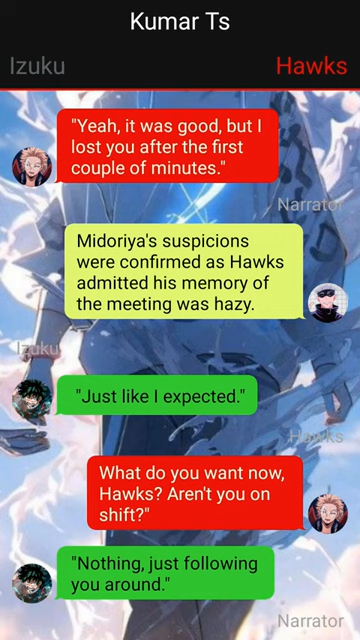 Kumar Ts
Izuku
Hawks
"Yeah, it was good, but I
lost you after the first
couple of minutes."
Narrator
Midoriya's suspicions
were confirmed as Hawks
admitted his memory of
the meeting was hazy.
Izuku
"Just like I expected."
Hawks
What do you want now,
Hawks? Aren't you on
shift?"
"Nothing, just following
you around."
Narrator